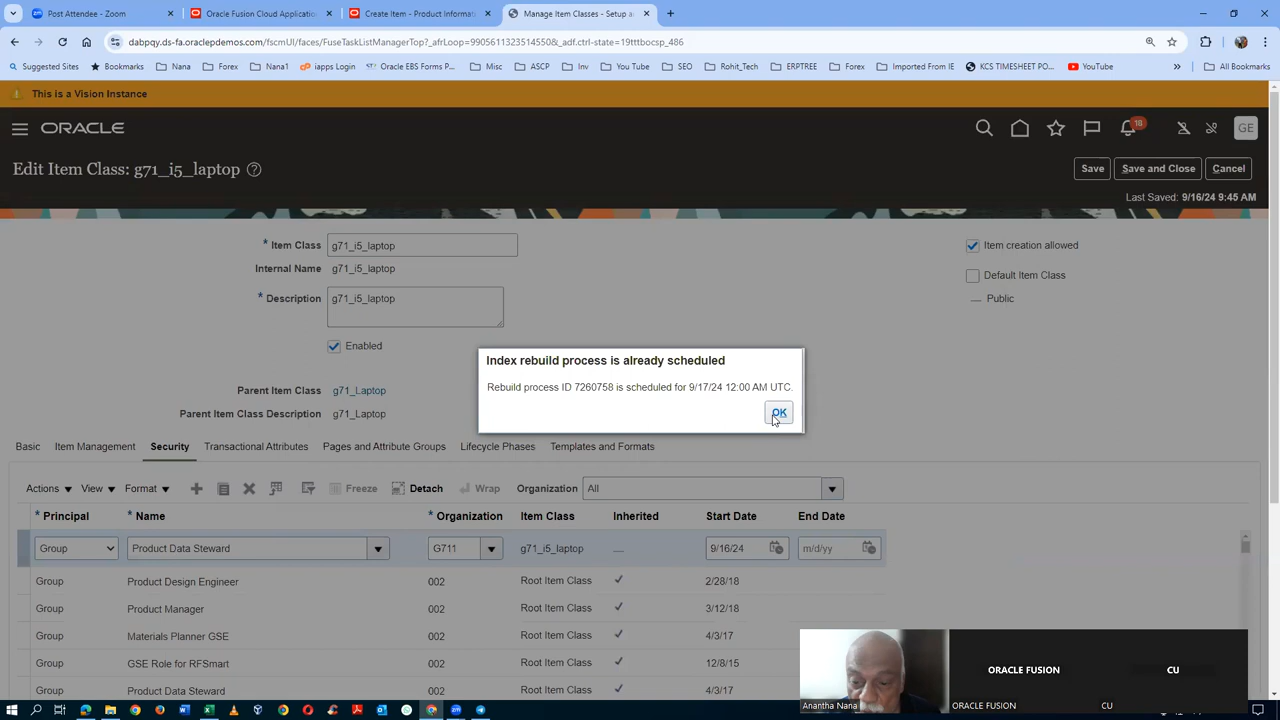 Post Attendee - Zoom
Oracle Fusion Cloud Application
Create Item - Product Informat
Manage Item Classes - Setup a
dabpqy.ds-fa.oraclepdemos.com/fscmUI/faces/FuseTaskListManagerTop?_afrLoop=99056113235145508&_adf.ctrl-state=19tttbocsp_486
Suggested Sites
Bookmarks
Nana
Forex
Nana1
iapps Login
Oracle EBS Forms P...
Misc
ASCP
Inv
You Tube
SEO
Rohit_Tech
ERPTREE
Forex
Imported From IE
KCS TIMESHEET PO...
YouTube
All Bookmarks
This is a Vision Instance
ORACLE
18
GE
Edit Item Class: g71_i5_laptop
Save
Save and Close
Cancel
Last Saved: 9/16/24 9:45 AM
* Item Class g71_i5_laptop
Item creation allowed
Internal Name g71_i5_laptop
Default Item Class
* Description g71_i5_laptop
Public
Enabled
Index rebuild process is already scheduled
Rebuild process ID 7260758 is scheduled for 9/17/24 12:00 AM UTC.
OK
Parent Item Class g71_Laptop
Parent Item Class Description g71_Laptop
Basic Item Management Security Transactional Attributes Pages and Attribute Groups Lifecycle Phases Templates and Formats
Actions View Format Freeze Detach Wrap Organization All
* Principal * Name * Organization Item Class Inherited Start Date End Date
Group Product Data Steward G711 g71_i5_laptop 9/16/24 m/d/yy
Group Product Design Engineer 002 Root Item Class 2/28/18
Group Product Manager 002 Root Item Class 3/12/18
Group Materials Planner GSE 002 Root Item Class 4/3/17
Group GSE Role for RFSmart 002 Root Item Class 12/8/15
Group Product Data Steward 002 Root Item Class 4/3/17
ORACLE FUSION
CU
Anantha Nana
ORACLE FUSION
CU